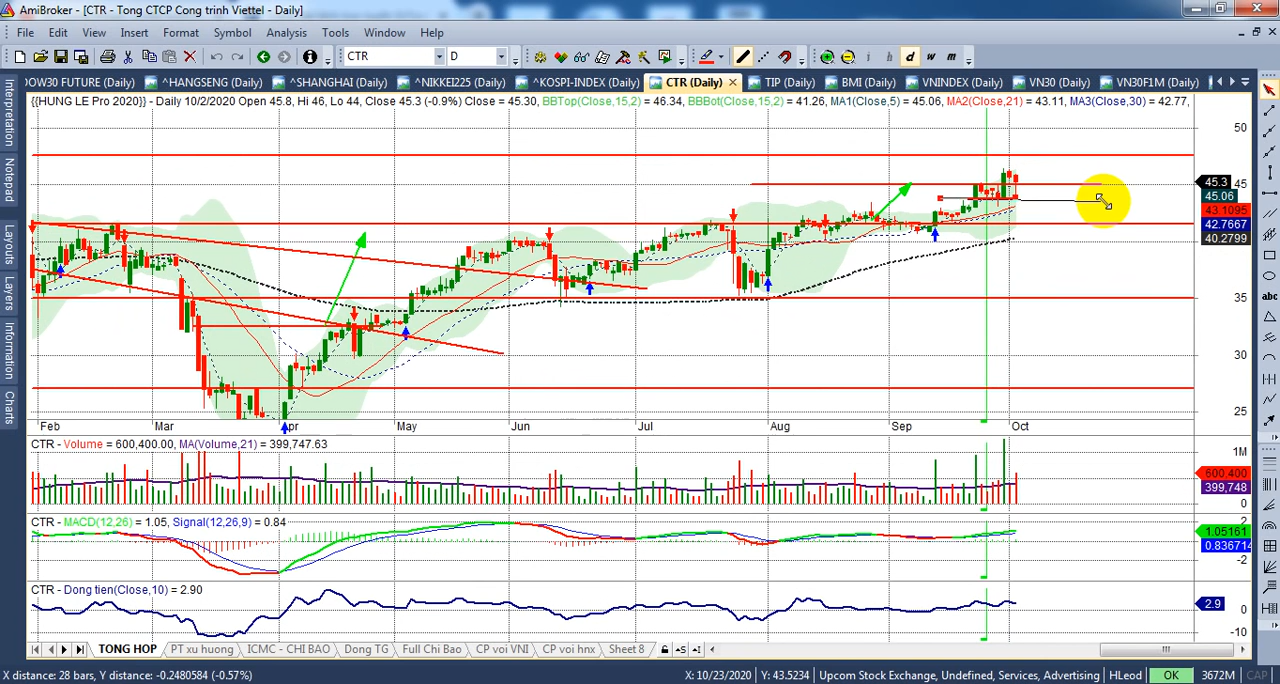 AmiBroker - [CTR - Tong CTCP Cong trinh Viettel - Daily]
File Edit View Insert Format Symbol Analysis Tools Window Help
CTR D i h d w m
DOW30 FUTURE (Daily) ^HANGSENG (Daily) ^SHANGHAI (Daily) ^NIKKEI225 (Daily) ^KOSPI-INDEX (Daily) CTR (Daily) TIP (Daily) BMI (Daily) VNINDEX (Daily) VN30 (Daily) VN30F1M (Daily)
{{HUNG LE Pro 2020}} - Daily 10/2/2020 Open 45.8, Hi 46, Lo 44, Close 45.3 (-0.9%) Close = 45.30, BBTop(Close,15,2) = 46.34, BBBot(Close,15,2) = 41.26, MA1(Close,5) = 45.06, MA2(Close,21) = 43.11, MA3(Close,30) = 42.77,
Interpretation
Notepad
Layers
Layouts
Information
Charts
50
45
45.3
45.06
43.1095
42.7667
40.2799
35
30
25
abc
Feb Mar Apr May Jun Jul Aug Sep Oct
CTR - Volume = 600,400.00, MA(Volume,21) = 399,747.63
1M
600,400
399,748
0
CTR - MACD(12,26) = 1.05, Signal(12,26,9) = 0.84
2
1.05161
0.836714
-2
CTR - Dong tien(Close,10) = 2.90
2.9
0
-10
TONG HOP PT xu huong ICMC - CHI BAO Dong TG Full Chi Bao CP voi VNI CP voi hnx Sheet 8
X distance: 28 bars, Y distance: -0.2480584 (-0.57%) X: 10/23/2020 Y: 43.5234 Upcom Stock Exchange, Undefined, Services, Advertising HLeod OK 3672M CAP